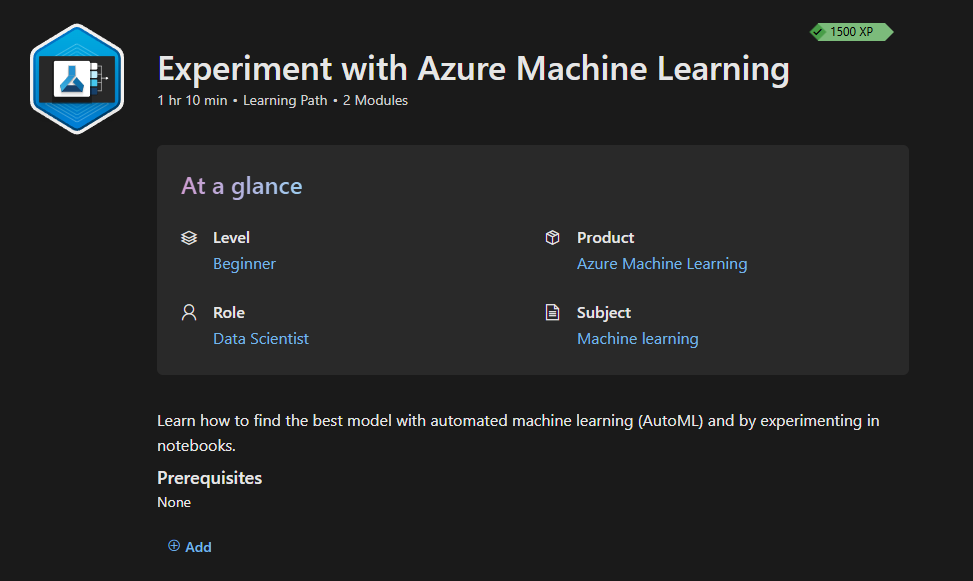 1500 XP
Experiment with Azure Machine Learning
1 hr 10 min • Learning Path • 2 Modules
At a glance
Level
Beginner
Product
Azure Machine Learning
Role
Data Scientist
Subject
Machine learning
Learn how to find the best model with automated machine learning (AutoML) and by experimenting in
notebooks.
Prerequisites
None
Add